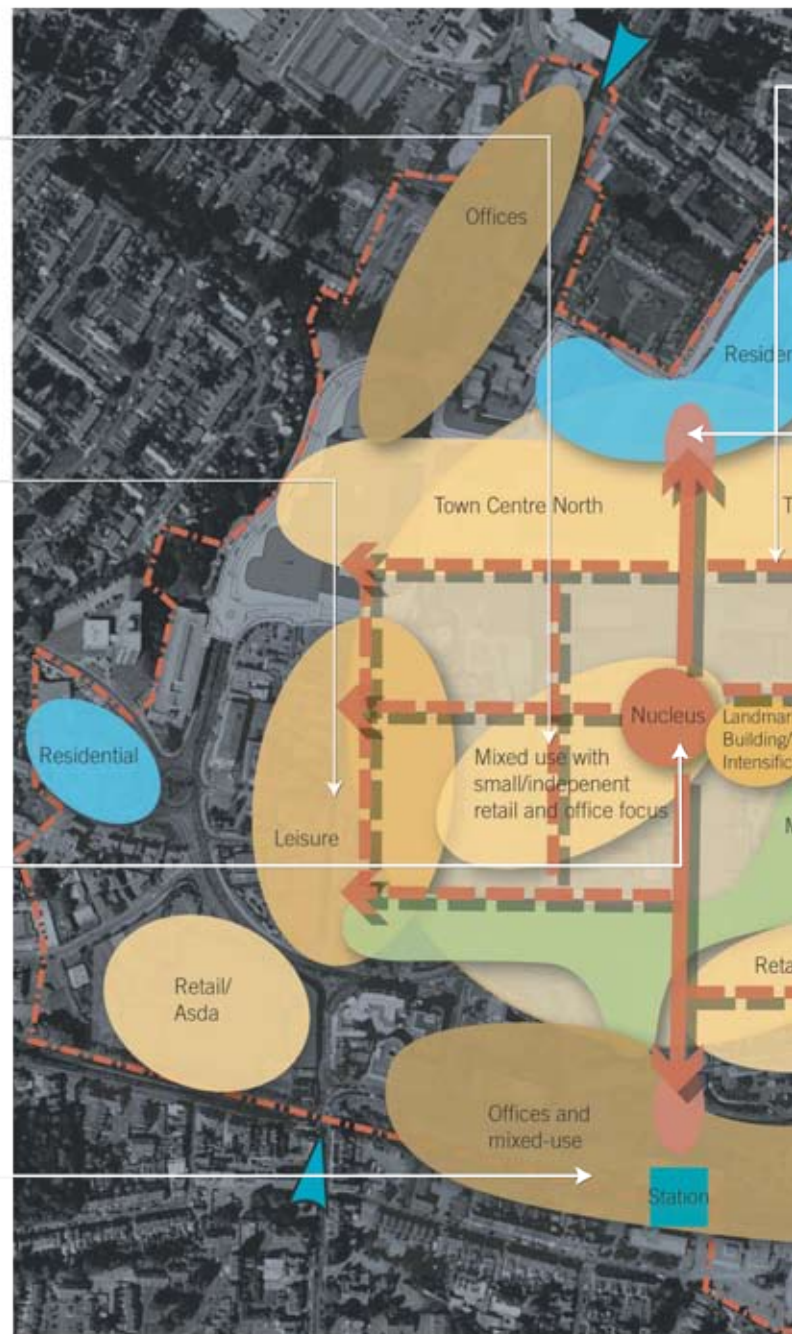 Offices
Residen
Town Centre North
T
Nucleus
Landmar
Building/
Intensific
Residential
Mixed use with
small/indepenent
retail and office focus
Leisure
M
Retail/
Asda
Reta
Offices and
mixed-use
Station